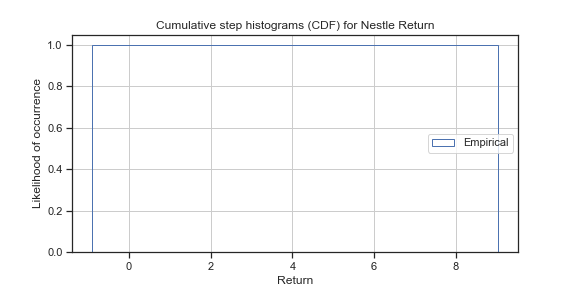 Cumulative step histograms (CDF) for Nestle Return
1.0
0.8
0.6
0.4
0.2
0.0
Likelihood of occurrence
Empirical
0 2 4 6 8
Return